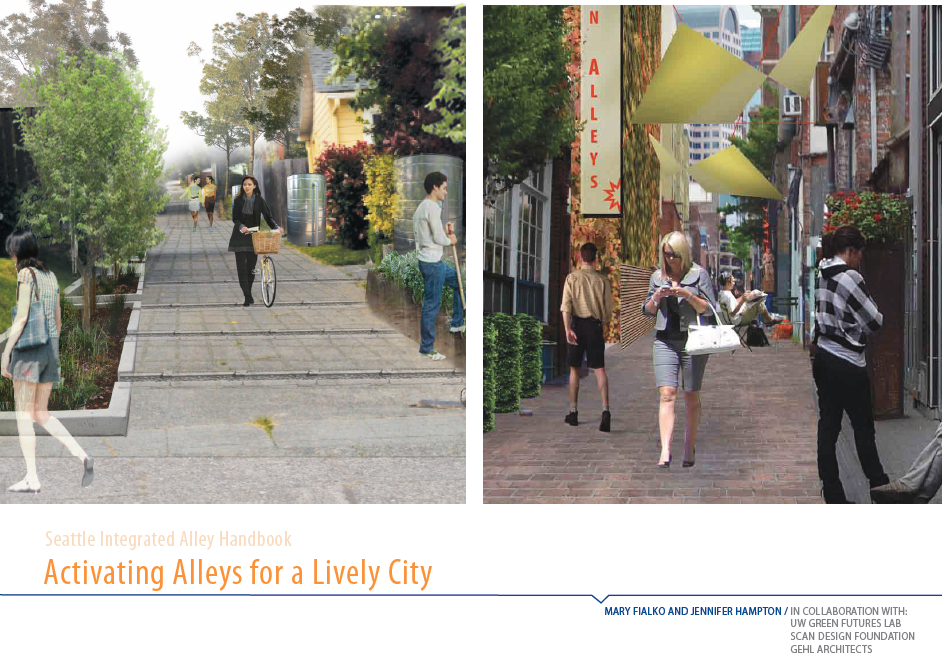 N
ALLEYS
Seattle Integrated Alley Handbook
Activating Alleys for a Lively City
MARY FIALKO AND JENNIFER HAMPTON / IN COLLABORATION WITH:
UW GREEN FUTURES LAB
SCAN DESIGN FOUNDATION
GEHL ARCHITECTS